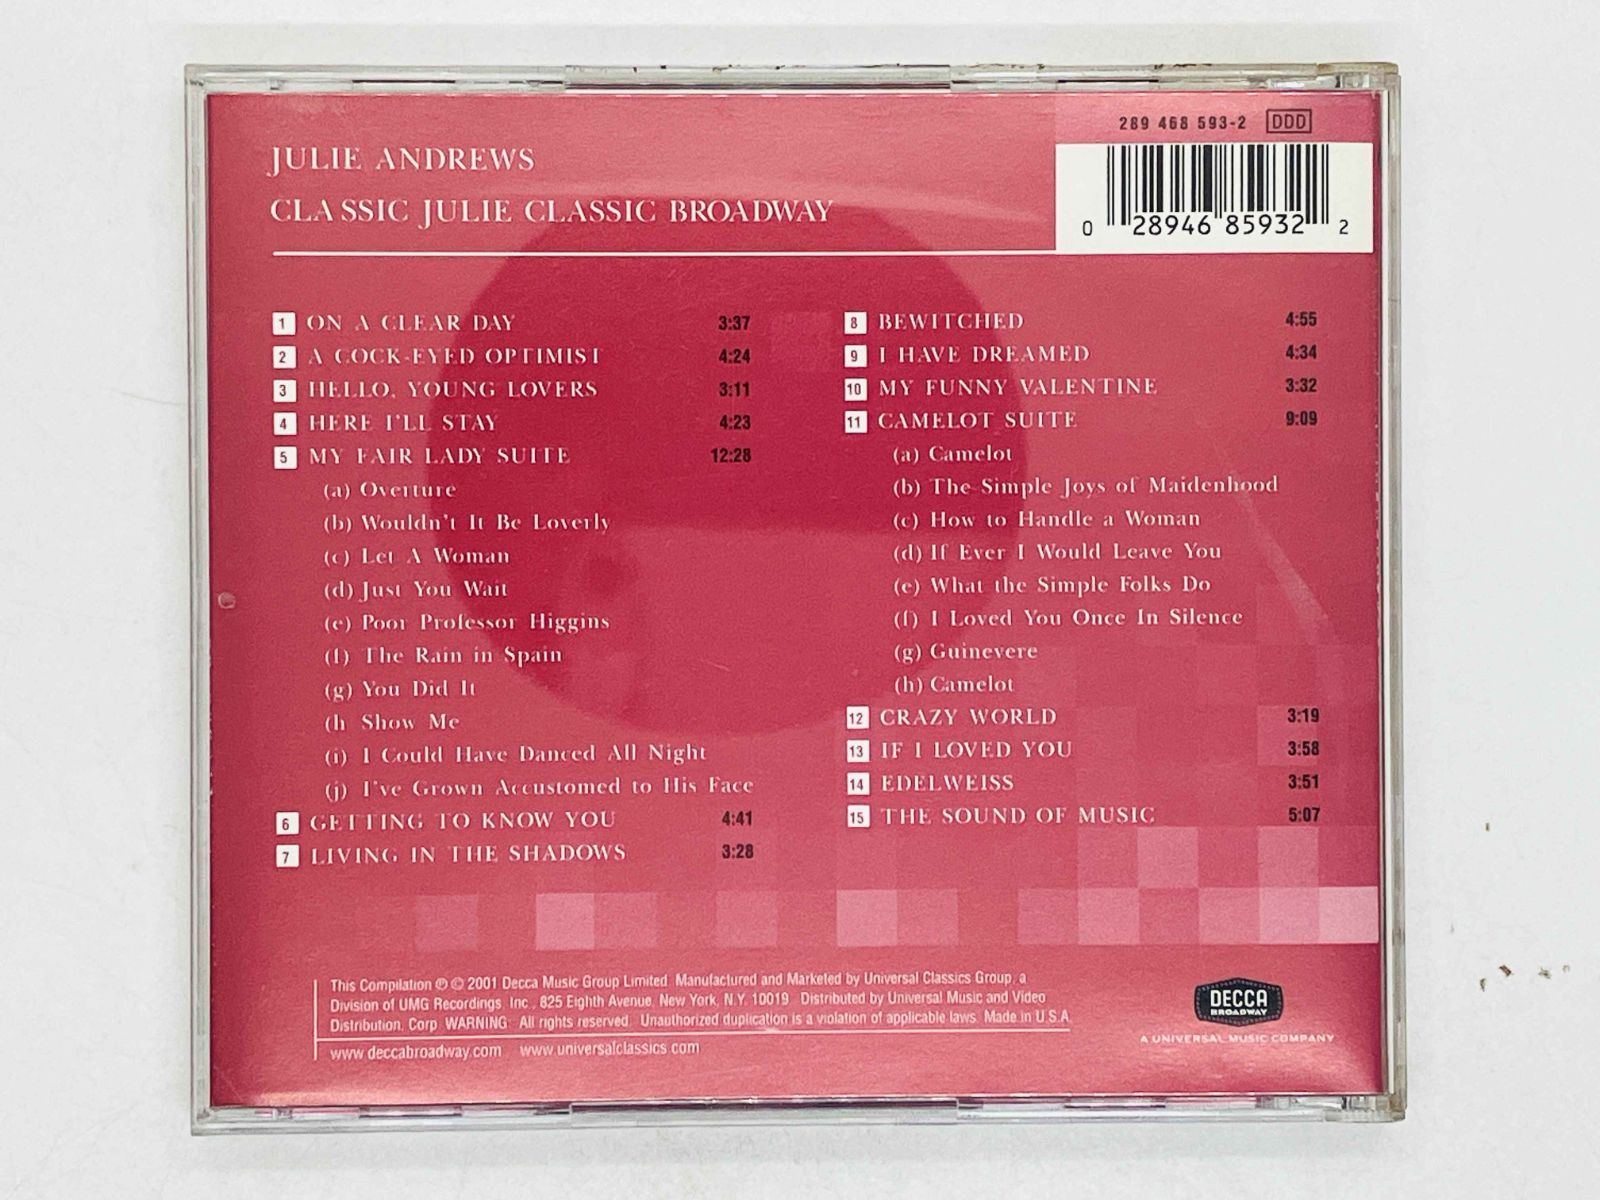 289 468 593-2 DDD
0 28946 85932 2
JULIE ANDREWS
CLASSIC JULIE CLASSIC BROADWAY
1 ON A CLEAR DAY 3:37
2 A COCK-EYED OPTIMIST 4:24
3 HELLO, YOUNG LOVERS 3:11
4 HERE I'LL STAY 4:23
5 MY FAIR LADY SUITE 12:28
(a) Overture
(b) Wouldn't It Be Loverly
(c) Let A Woman
(d) Just You Wait
(e) Poor Professor Higgins
(f) The Rain in Spain
(g) You Did It
(h Show Me
(i) I Could Have Danced All Night
(j) I've Grown Accustomed to His Face
6 GETTING TO KNOW YOU 4:41
7 LIVING IN THE SHADOWS 3:28
8 BEWITCHED 4:55
9 I HAVE DREAMED 4:34
10 MY FUNNY VALENTINE 3:32
11 CAMELOT SUITE 9:09
(a) Camelot
(b) The Simple Joys of Maidenhood
(c) How to Handle a Woman
(d) If Ever I Would Leave You
(e) What the Simple Folks Do
(f) I Loved You Once In Silence
(g) Guinevere
(h) Camelot
12 CRAZY WORLD 3:19
13 IF I LOVED YOU 3:58
14 EDELWEISS 3:51
15 THE SOUND OF MUSIC 5:07
This Compilation ℗ © 2001 Decca Music Group Limited. Manufactured and Marketed by Universal Classics Group, a
Division of UMG Recordings, Inc., 825 Eighth Avenue, New York, N.Y. 10019. Distributed by Universal Music and Video
Distribution, Corp. WARNING: All rights reserved. Unauthorized duplication is a violation of applicable laws. Made in U.S.A.
www.deccabroadway.com www.universalclassics.com
DECCA
BROADWAY
A UNIVERSAL MUSIC COMPANY